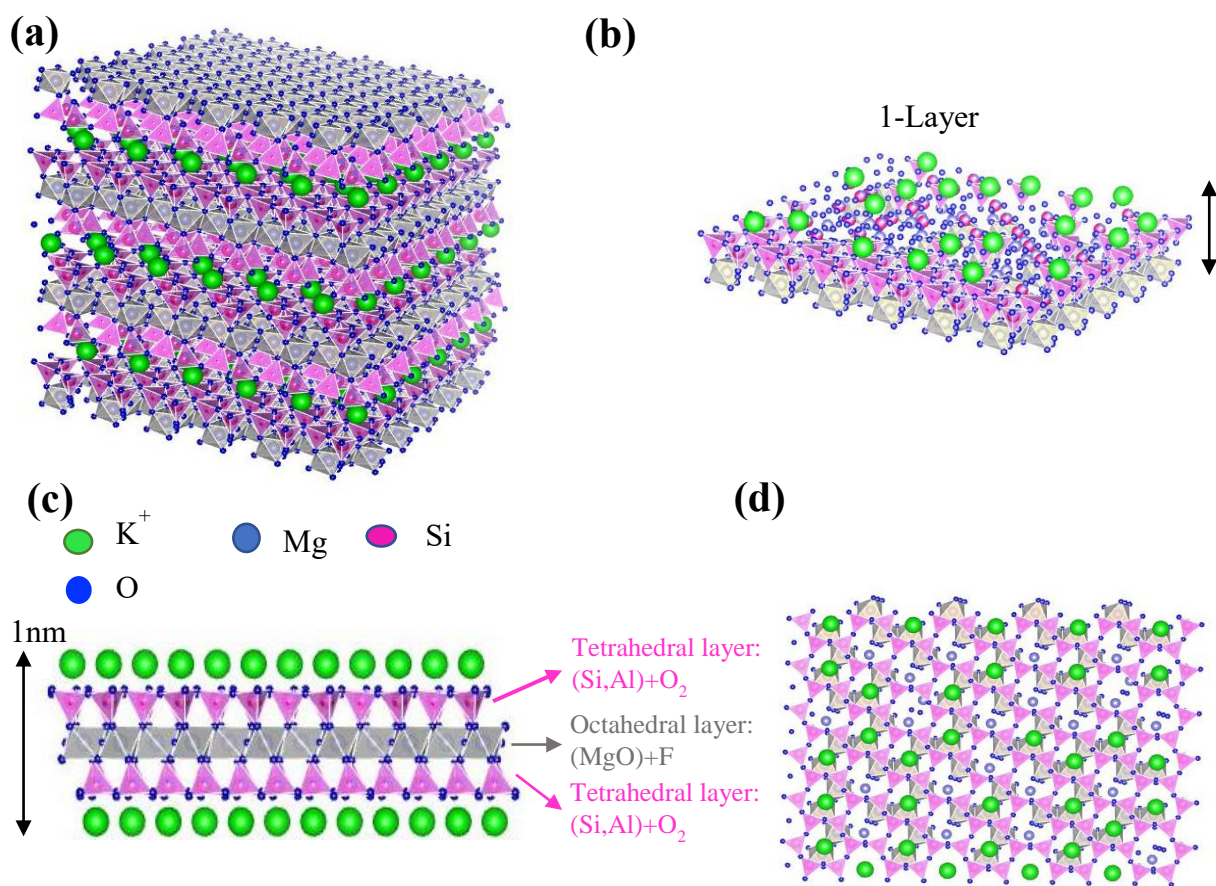 (a)
(b)
1-Layer
(c)
(d)
K+
Mg
Si
O
1nm
Tetrahedral layer:
(Si,Al)+O2
Octahedral layer:
(MgO)+F
Tetrahedral layer:
(Si,Al)+O2